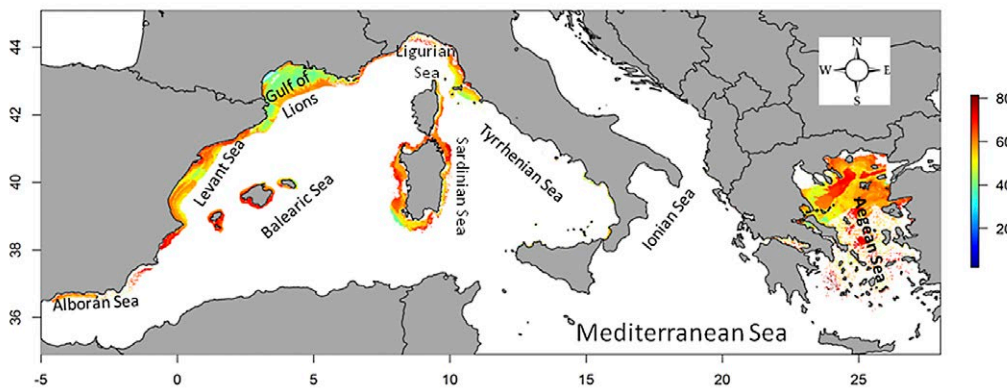 44
42
40
38
36
-5
0
5
10
15
20
25
Ligurian
Sea
Gulf of
Lions
Levant Sea
Balearic Sea
Sardinian Sea
Tyrrhenian Sea
Ionian Sea
Aegean Sea
Alboran Sea
Mediterranean Sea
N
W E
S
80
60
40
20